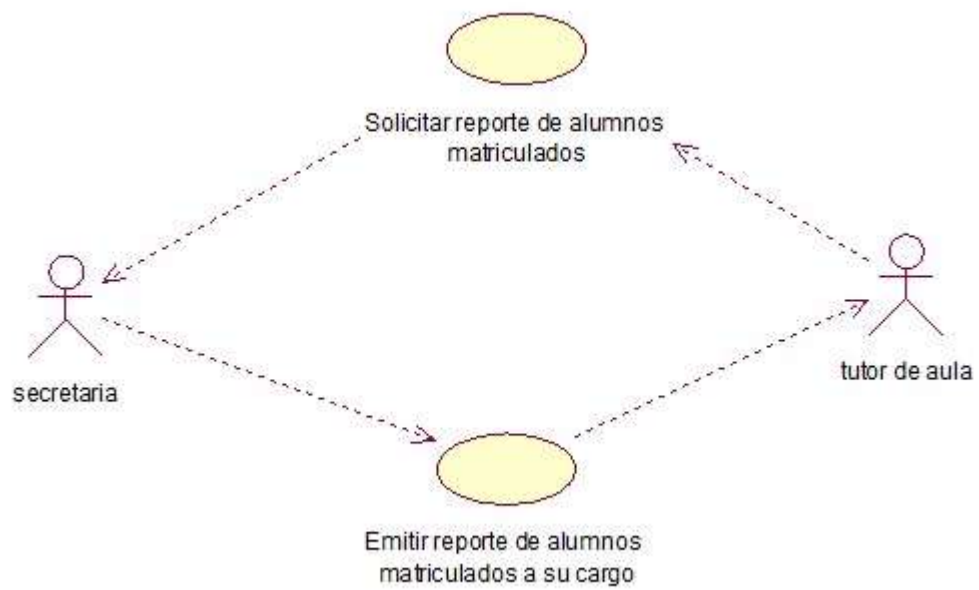 Solicitar reporte de alumnos
matriculados
secretaria
tutor de aula
Emitir reporte de alumnos
matriculados a su cargo